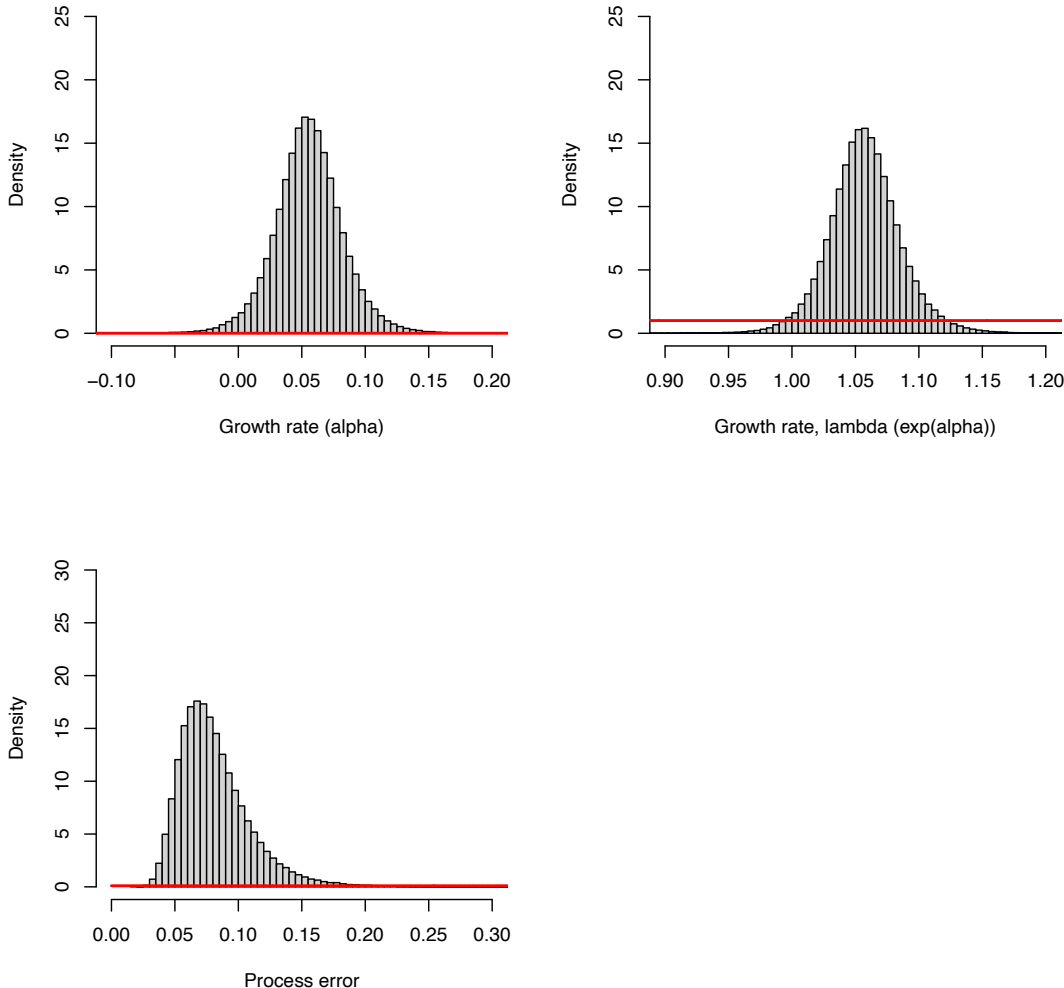 25
20
15
10
5
0
Density
−0.10 0.00 0.05 0.10 0.15 0.20
Growth rate (alpha)
25
20
15
10
5
0
Density
0.90 0.95 1.00 1.05 1.10 1.15 1.20
Growth rate, lambda (exp(alpha))
30
25
20
15
10
5
0
Density
0.00 0.05 0.10 0.15 0.20 0.25 0.30
Process error